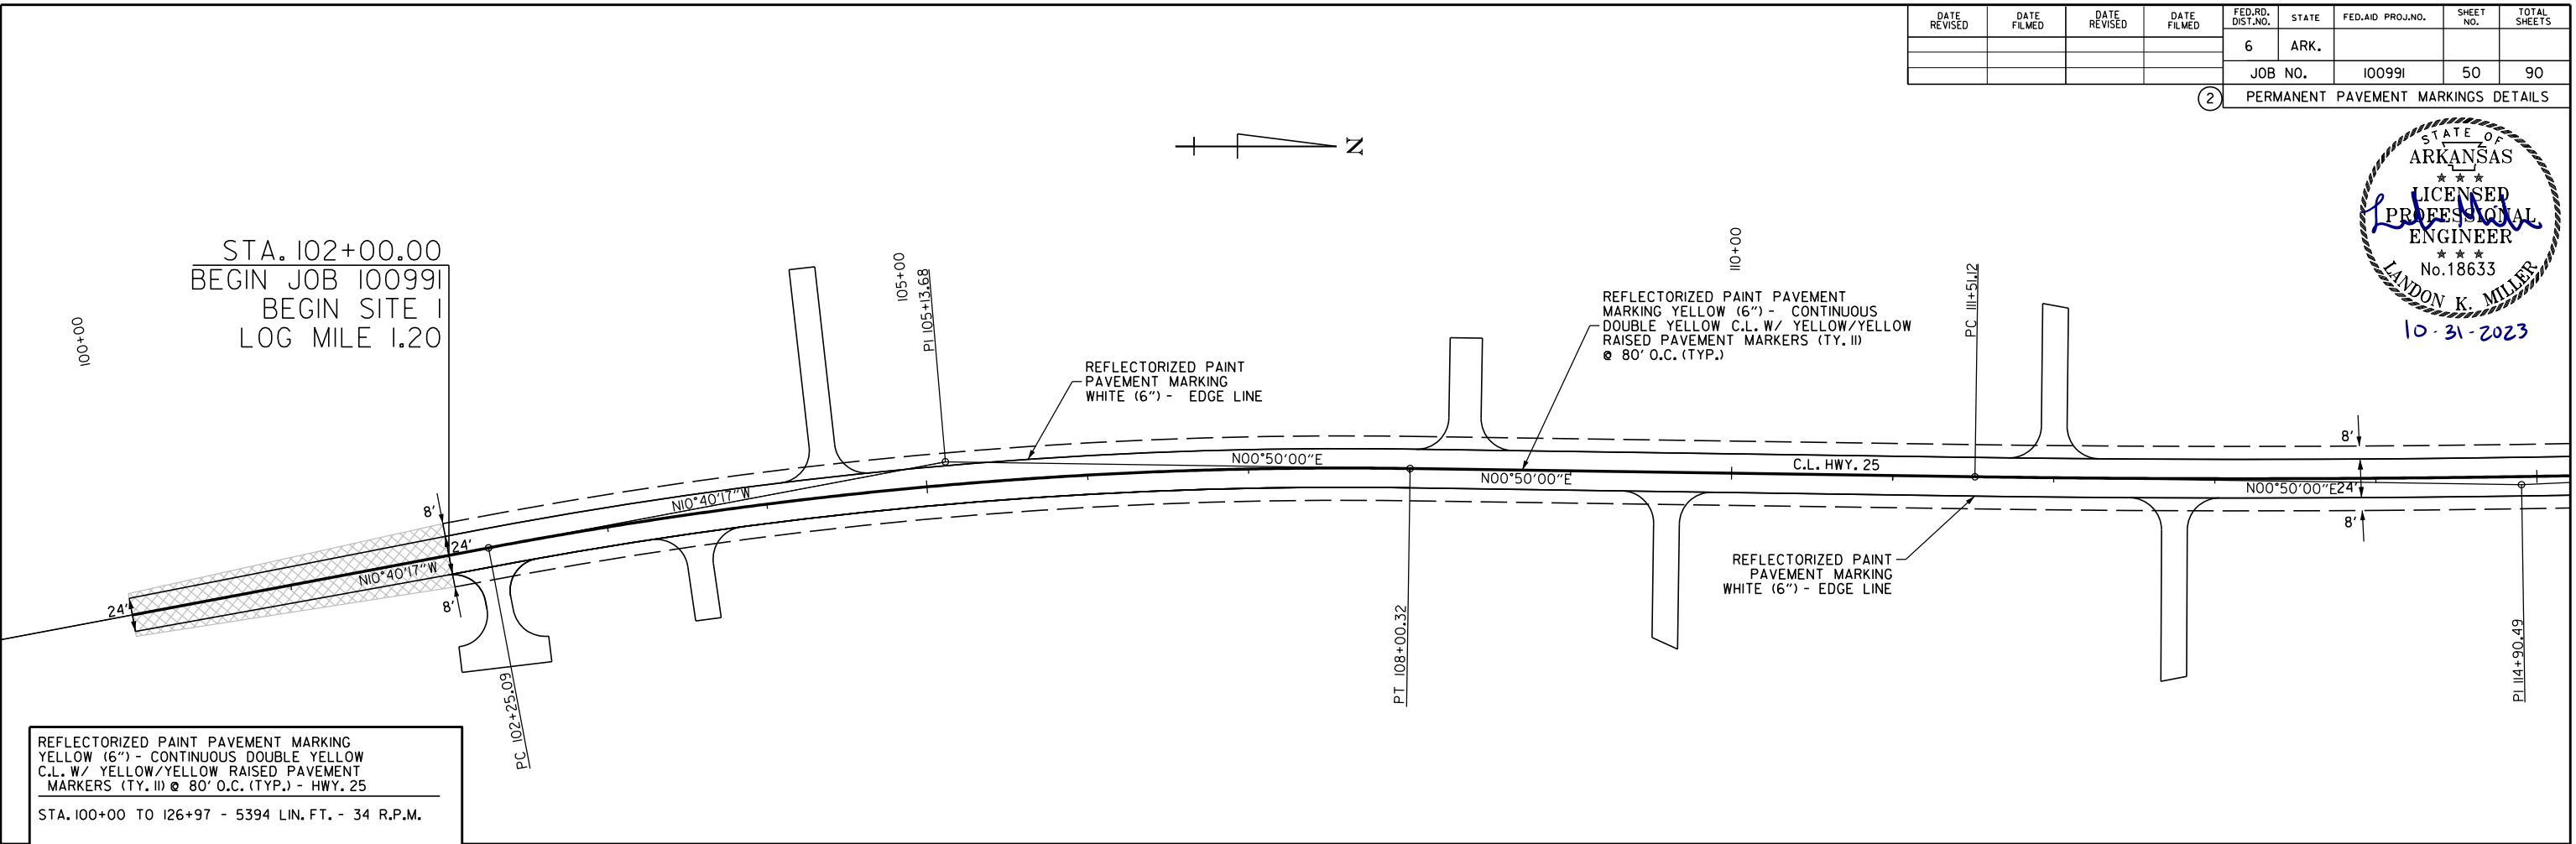 DATE REVISED
DATE FILMED
DATE REVISED
DATE FILMED
FED.RD. DIST.NO.
STATE
FED.AID PROJ.NO.
SHEET NO.
TOTAL SHEETS
6
ARK.
JOB NO.
100991
50
90
2
PERMANENT PAVEMENT MARKINGS DETAILS
STATE OF
ARKANSAS
LICENSED
PROFESSIONAL
ENGINEER
No.18633
LANDON K. MILLER
10-31-2023
N
STA. 102+00.00
BEGIN JOB 100991
BEGIN SITE 1
LOG MILE 1.20
100+00
105+00
PI 105+13.68
110+00
PC 111+51.12
REFLECTORIZED PAINT
PAVEMENT MARKING
WHITE (6") - EDGE LINE
REFLECTORIZED PAINT PAVEMENT
MARKING YELLOW (6") - CONTINUOUS
DOUBLE YELLOW C.L. W/ YELLOW/YELLOW
RAISED PAVEMENT MARKERS (TY. II)
@ 80' O.C. (TYP.)
8'
N00°50'00"E
C.L. HWY. 25
N00°50'00"E
N00°50'00"E
24'
8'
N10°40'17"W
8'
24'
N10°40'17"W
24'
8'
REFLECTORIZED PAINT
PAVEMENT MARKING
WHITE (6") - EDGE LINE
PC 102+25.09
PT 108+00.32
PI 114+90.49
REFLECTORIZED PAINT PAVEMENT MARKING
YELLOW (6") - CONTINUOUS DOUBLE YELLOW
C.L. W/ YELLOW/YELLOW RAISED PAVEMENT
MARKERS (TY. II) @ 80' O.C. (TYP.) - HWY. 25
STA. 100+00 TO 126+97 - 5394 LIN. FT. - 34 R.P.M.